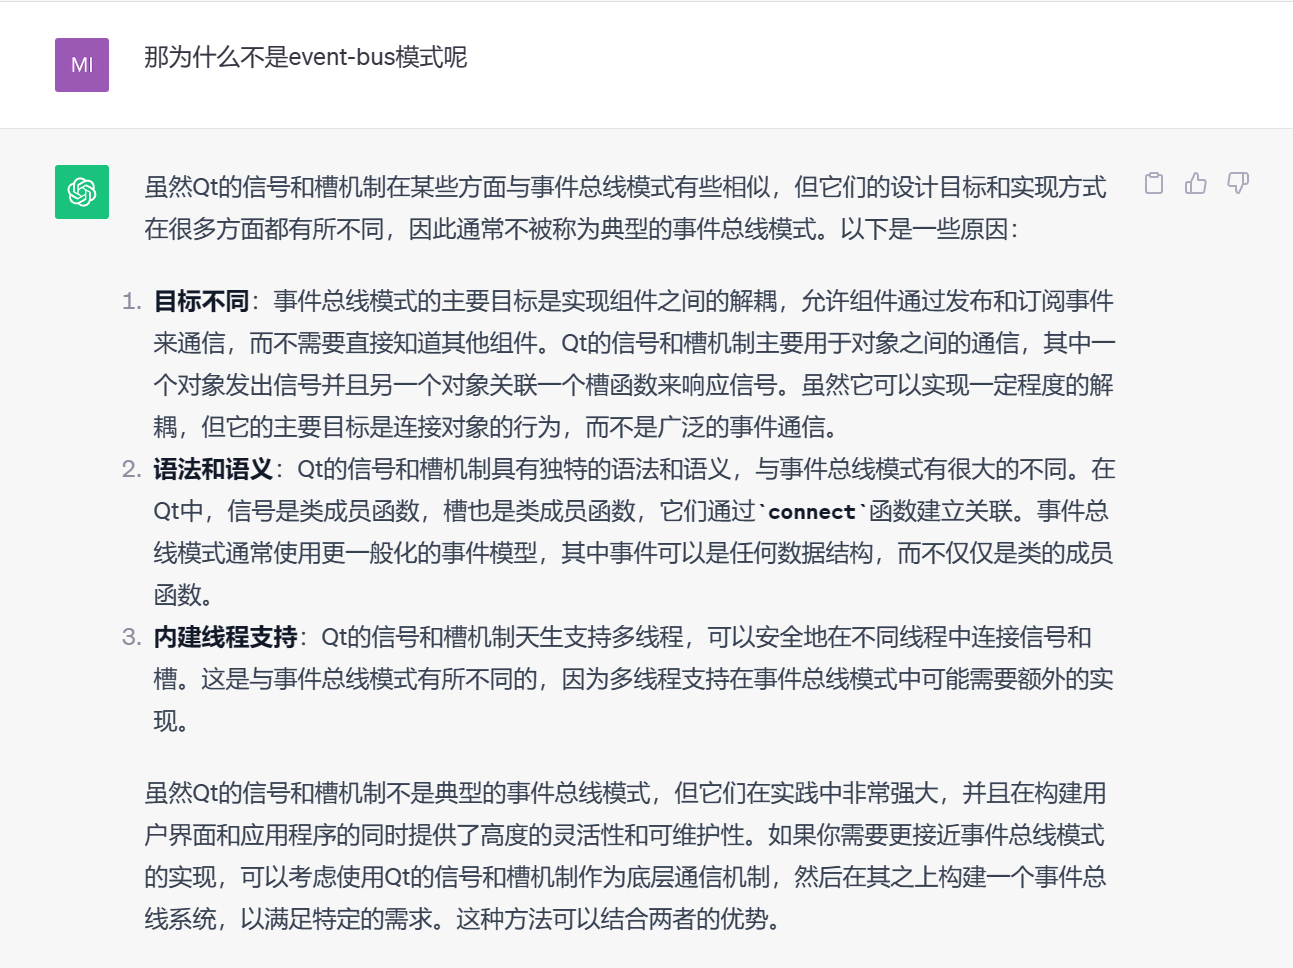 MI
那为什么不是event-bus模式呢
虽然Qt的信号和槽机制在某些方面与事件总线模式有些相似，但它们的设计目标和实现方式
在很多方面都有所不同，因此通常不被称为典型的事件总线模式。以下是一些原因：
1. 目标不同：事件总线模式的主要目标是实现组件之间的解耦，允许组件通过发布和订阅事件
来通信，而不需要直接知道其他组件。Qt的信号和槽机制主要用于对象之间的通信，其中一
个对象发出信号并且另一个对象关联一个槽函数来响应信号。虽然它可以实现一定程度的解
耦，但它的主要目标是连接对象的行为，而不是广泛的事件通信。
2. 语法和语义：Qt的信号和槽机制具有独特的语法和语义，与事件总线模式有很大的不同。在
Qt中，信号是类成员函数，槽也是类成员函数，它们通过`connect`函数建立关联。事件总
线模式通常使用更一般化的事件模型，其中事件可以是任何数据结构，而不仅仅是类的成员
函数。
3. 内建线程支持：Qt的信号和槽机制天生支持多线程，可以安全地在不同线程中连接信号和
槽。这是与事件总线模式有所不同的，因为多线程支持在事件总线模式中可能需要额外的实
现。
虽然Qt的信号和槽机制不是典型的事件总线模式，但它们在实践中非常强大，并且在构建用
户界面和应用程序的同时提供了高度的灵活性和可维护性。如果你需要更接近事件总线模式
的实现，可以考虑使用Qt的信号和槽机制作为底层通信机制，然后在其之上构建一个事件总
线系统，以满足特定的需求。这种方法可以结合两者的优势。